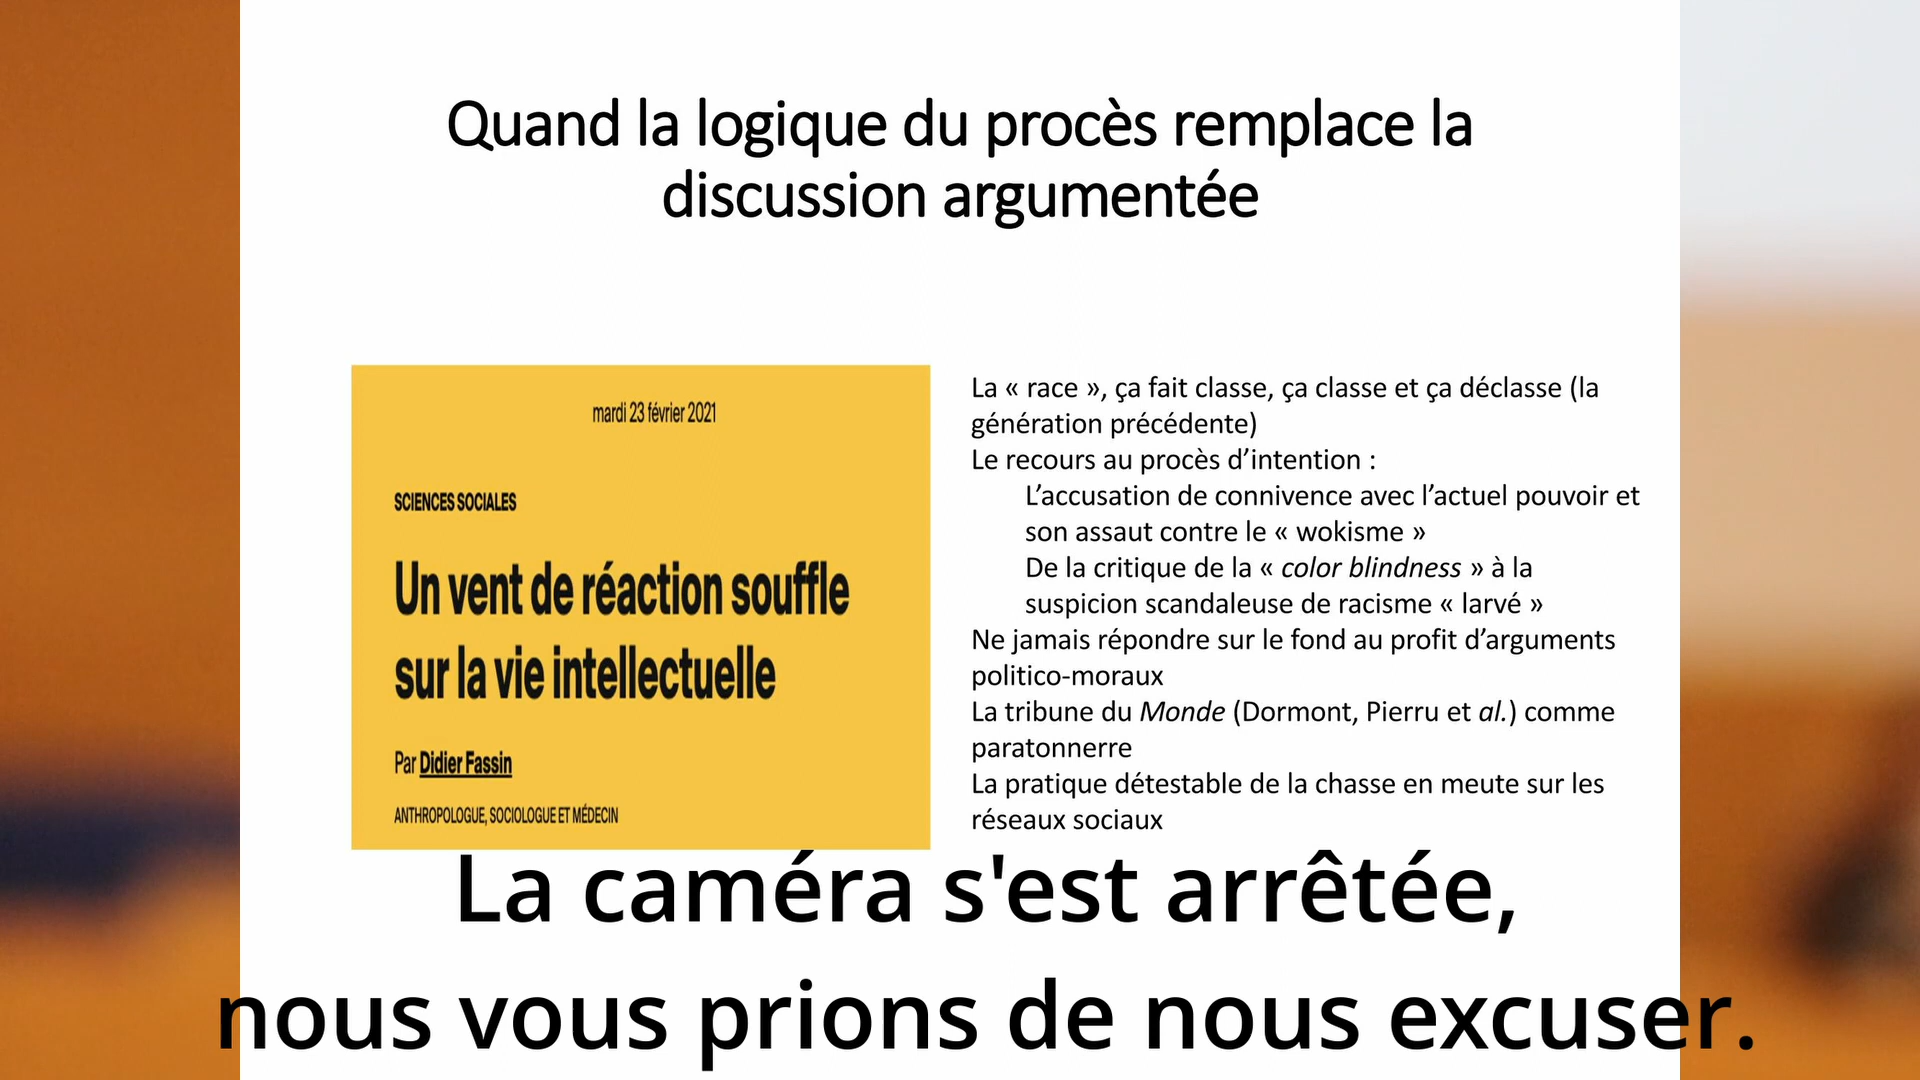 Quand la logique du procès remplace la
discussion argumentée
mardi 23 février 2021
SCIENCES SOCIALES
Un vent de réaction souffle
sur la vie intellectuelle
Par Didier Fassin
ANTHROPOLOGUE, SOCIOLOGUE ET MÉDECIN
La « race », ça fait classe, ça classe et ça déclasse (la
génération précédente)
Le recours au procès d’intention :
L’accusation de connivence avec l’actuel pouvoir et
son assaut contre le « wokisme »
De la critique de la « color blindness » à la
suspicion scandaleuse de racisme « larvé »
Ne jamais répondre sur le fond au profit d’arguments
politico-moraux
La tribune du Monde (Dormont, Pierru et al.) comme
paratonnerre
La pratique détestable de la chasse en meute sur les
réseaux sociaux
La caméra s'est arrêtée,
nous vous prions de nous excuser.